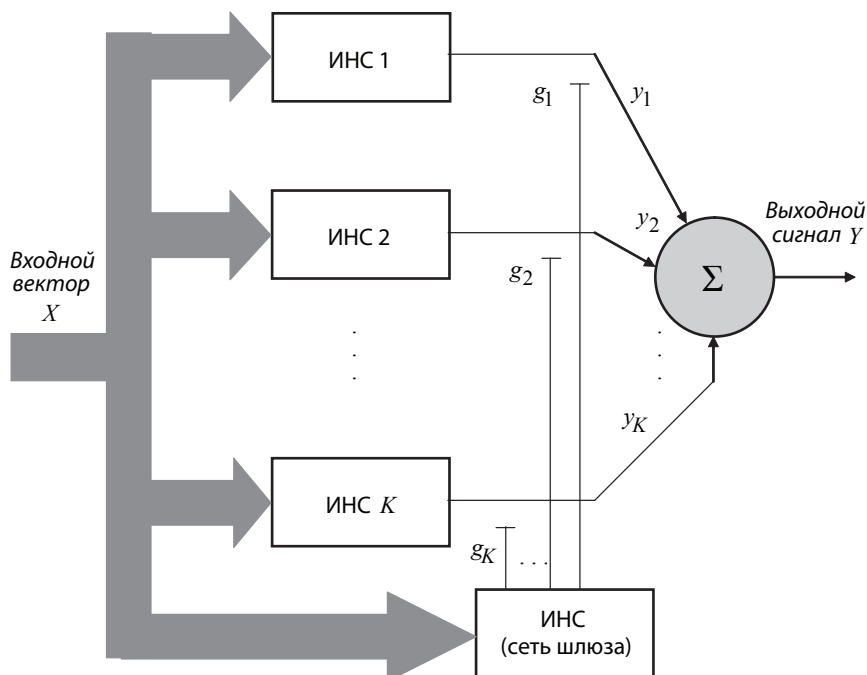 ИНС 1
g1
y1
ИНС 2
y2
Выходной
сигнал Y
Входной
вектор
X
g2
Σ
. . .
. . .
yK
ИНС K
gK
. . .
ИНС
(сеть шлюза)